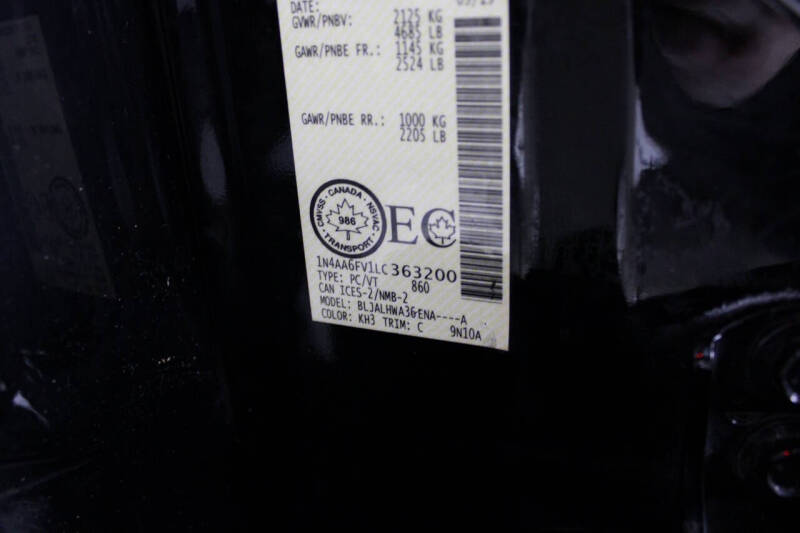 DATE:
GVWR/PNBV: 2125 KG
4685 LB
GAWR/PNBE FR.: 1145 KG
2524 LB
GAWR/PNBE RR.: 1000 KG
2205 LB
CANADA
CMVSS · NSVAC
986
TRANSPORT
EC
1N4AA6FV1LC363200
TYPE: PC/VT 860
CAN ICES-2/NMB-2
MODEL: BLJALHWA3&ENA----A
COLOR: KH3 TRIM: C 9N10A